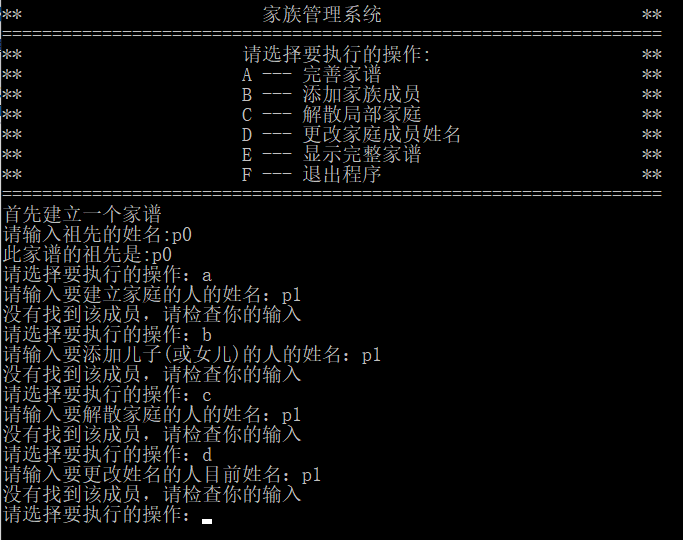 ** 家族管理系统 **
==================================================================
** 请选择要执行的操作: **
** A --- 完善家谱 **
** B --- 添加家族成员 **
** C --- 解散局部家庭 **
** D --- 更改家庭成员姓名 **
** E --- 显示完整家谱 **
** F --- 退出程序 **
==================================================================
首先建立一个家谱
请输入祖先的姓名:p0
此家谱的祖先是:p0
请选择要执行的操作：a
请输入要建立家庭的人的姓名：p1
没有找到该成员，请检查你的输入
请选择要执行的操作：b
请输入要添加儿子(或女儿)的人的姓名：p1
没有找到该成员，请检查你的输入
请选择要执行的操作：c
请输入要解散家庭的人的姓名：p1
没有找到该成员，请检查你的输入
请选择要执行的操作：d
请输入要更改姓名的人目前姓名：p1
没有找到该成员，请检查你的输入
请选择要执行的操作：